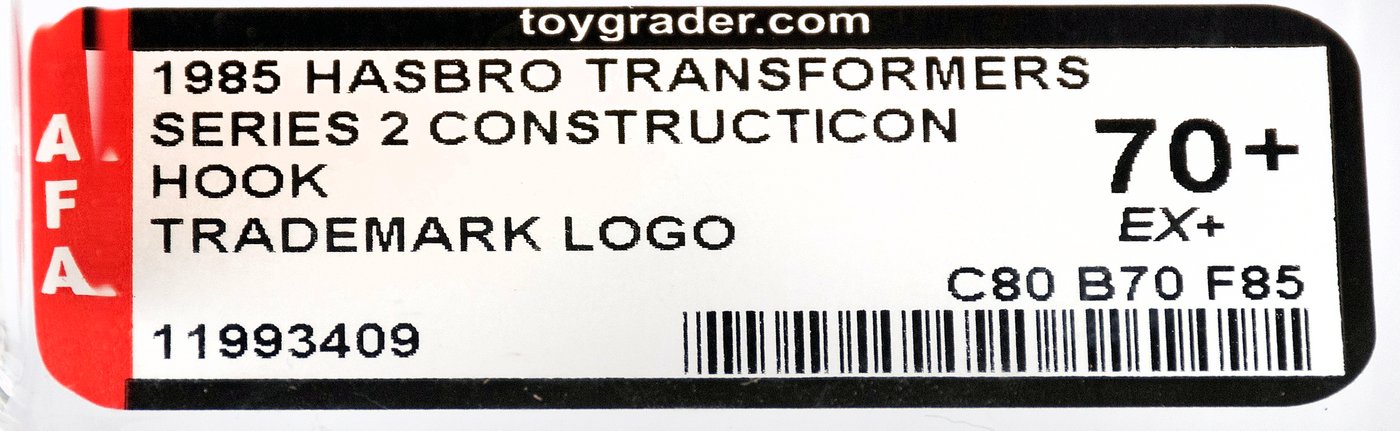 toygrader.com
AFA
1985 HASBRO TRANSFORMERS
SERIES 2 CONSTRUCTICON
HOOK
TRADEMARK LOGO
70+
EX+
C80 B70 F85
11993409